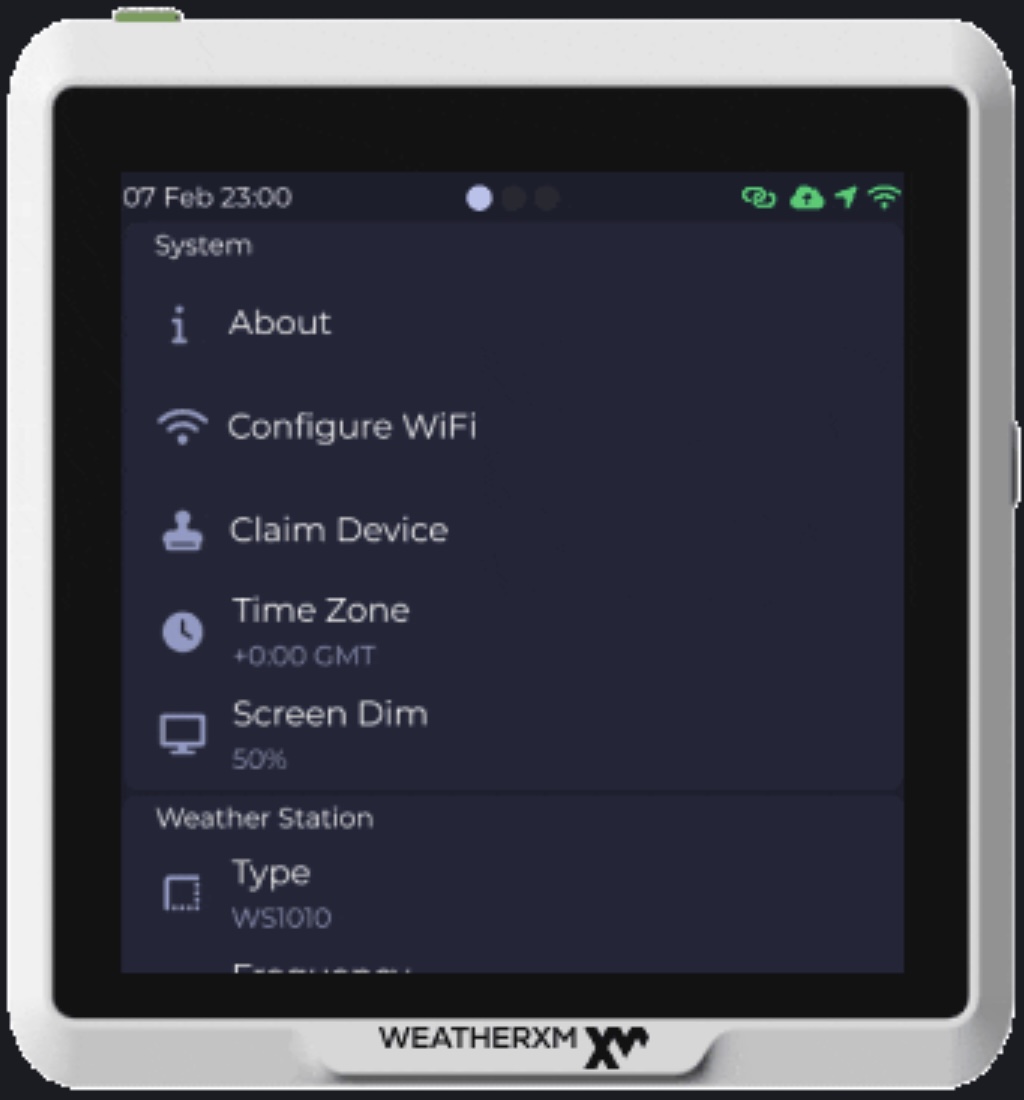 07 Feb 23:00
System
About
Configure WiFi
Claim Device
Time Zone
+0:00 GMT
Screen Dim
50%
Weather Station
Type
WS1010
Frequency
WEATHERXM